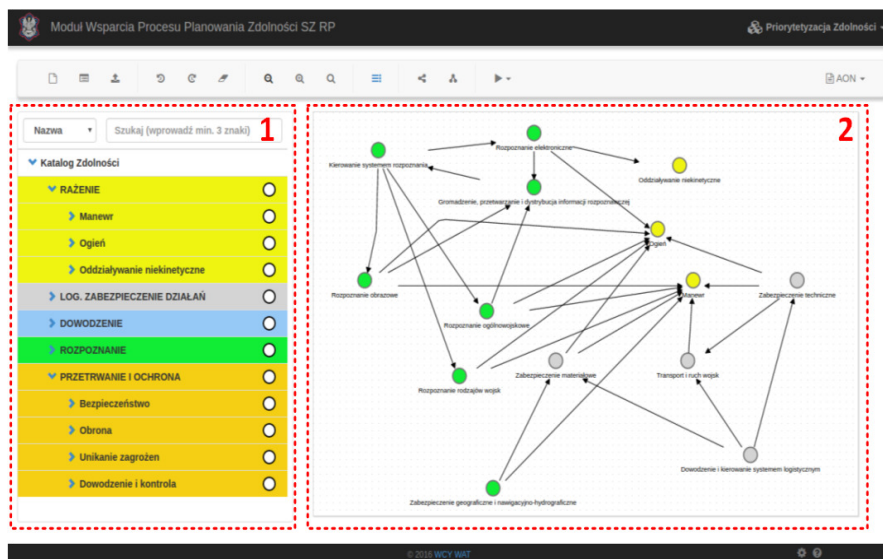 Moduł Wsparcia Procesu Planowania Zdolności SZ RP
Priorytetyzacja Zdolności
AON
Nazwa
Szukaj (wprowadź min. 3 znaki)
1
Katalog Zdolności
RAŻENIE
Manewr
Ogień
Oddziaływanie niekinetyczne
LOG. ZABEZPIECZENIE DZIAŁAŃ
DOWODZENIE
ROZPOZNANIE
PRZETRWANIE I OCHRONA
Bezpieczeństwo
Obrona
Unikanie zagrożen
Dowodzenie i kontrola
2
Rozpoznanie elektroniczne
Kierowanie systemem rozpoznania
Oddziaływanie niekinetyczne
Gromadzenie, przetwarzanie i dystrybucja informacji rozpoznawczej
Ogień
Rozpoznanie obrazowe
Manewr
Zabezpieczenie techniczne
Rozpoznanie ogólnowojskowe
Rozpoznanie rodzajów wojsk
Zabezpieczenie materiałowe
Transport i ruch wojsk
Dowodzenie i kierowanie systemem logistycznym
Zabezpieczenie geograficzne i nawigacyjno-hydrograficzne
© 2016 WCY WAT